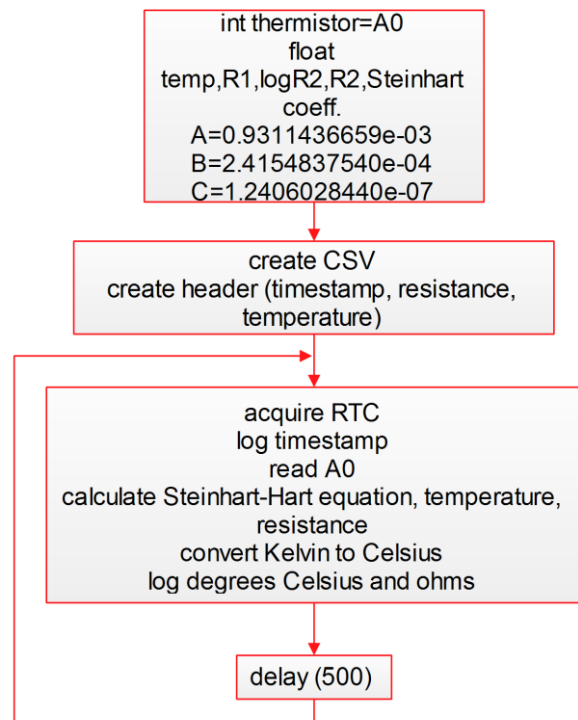 int thermistor=A0
float
temp,R1,logR2,R2,Steinhart
coeff.
A=0.9311436659e-03
B=2.4154837540e-04
C=1.2406028440e-07
create CSV
create header (timestamp, resistance,
temperature)
acquire RTC
log timestamp
read A0
calculate Steinhart-Hart equation, temperature,
resistance
convert Kelvin to Celsius
log degrees Celsius and ohms
delay (500)